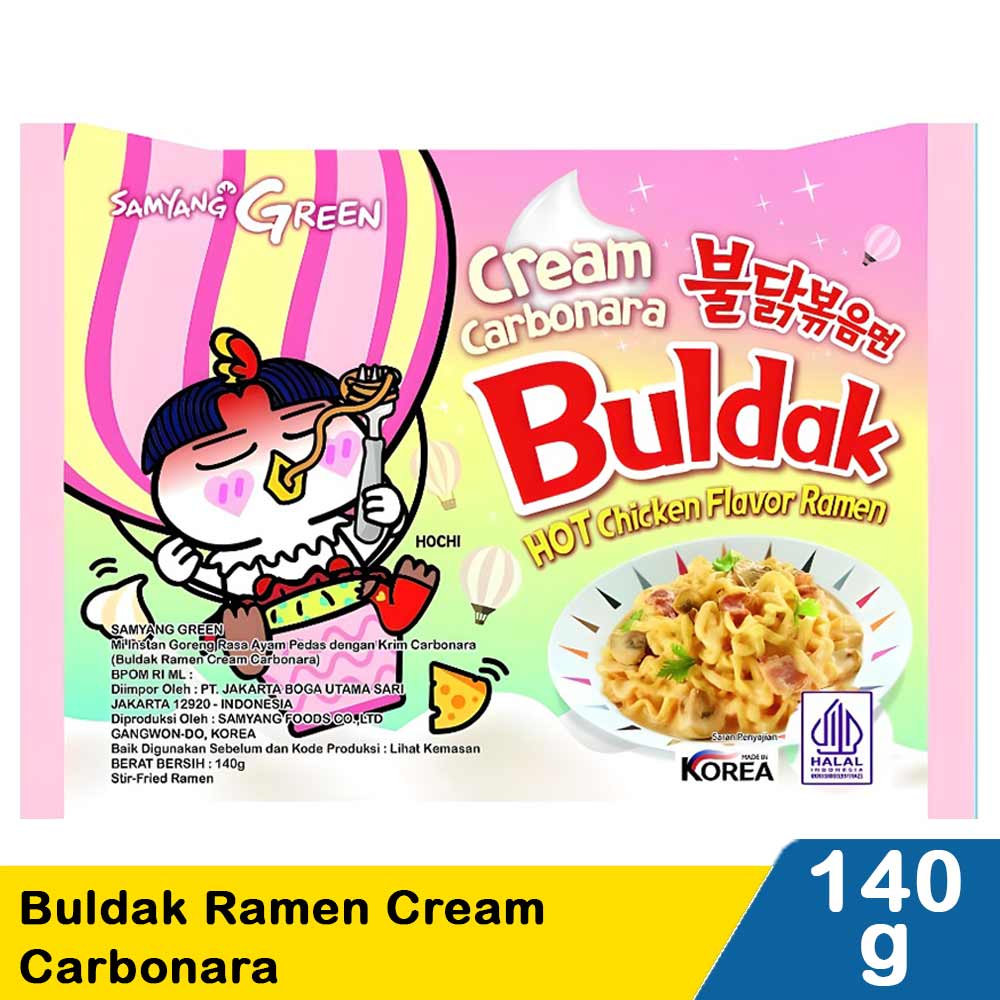 SAMYANG GREEN
Cream
Carbonara
불닭볶음면
Buldak
HOT Chicken Flavor Ramen
HOCHI
SAMYANG GREEN
Mi Instan Goreng Rasa Ayam Pedas dengan Krim Carbonara
(Buldak Ramen Cream Carbonara)
BPOM RI ML :
Diimpor Oleh : PT. JAKARTA BOGA UTAMA SARI
JAKARTA 12920 - INDONESIA
Diproduksi Oleh : SAMYANG FOODS CO., LTD
GANGWON-DO, KOREA
Baik Digunakan Sebelum dan Kode Produksi : Lihat Kemasan
BERAT BERSIH : 140g
Stir-Fried Ramen
Saran Penyajian
MADE IN
KOREA
HALAL
INDONESIA
Buldak Ramen Cream
Carbonara
140
g